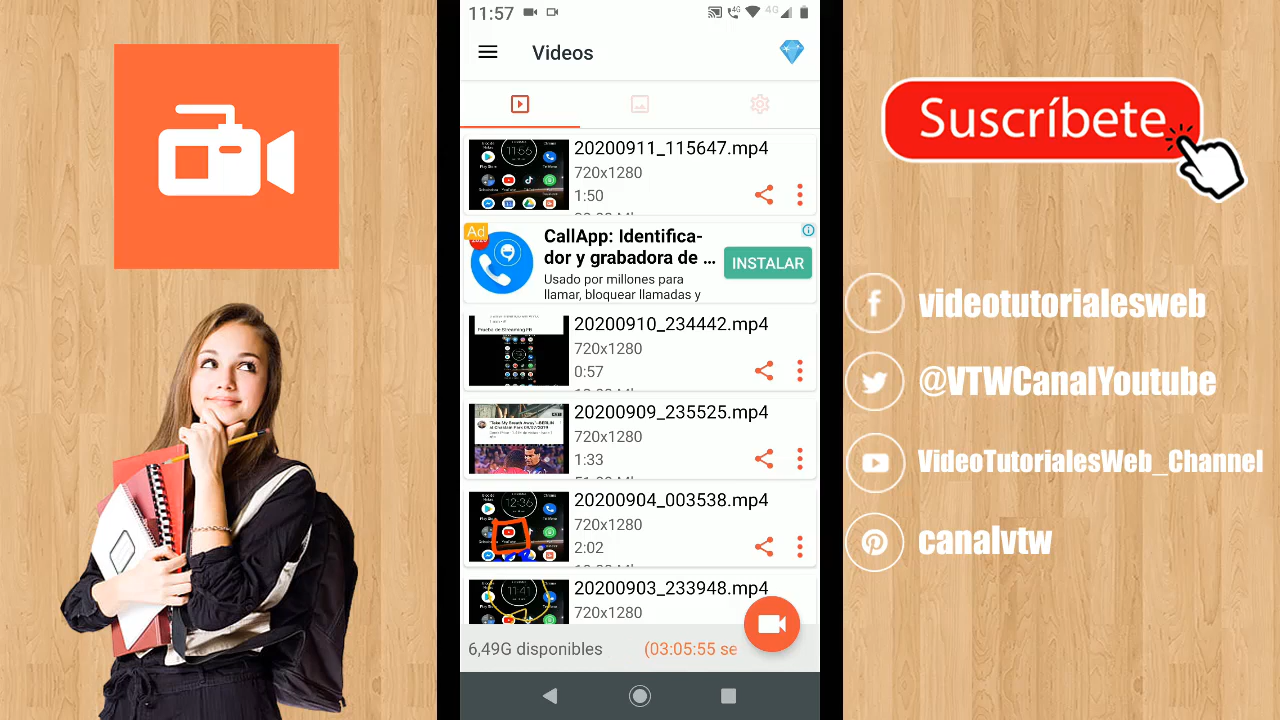 11:57
4G
4G
Videos
20200911_115647.mp4
720x1280
1:50
Ad
CallApp: Identifica-
dor y grabadora de ...
Usado por millones para
llamar, bloquear llamadas y
INSTALAR
20200910_234442.mp4
720x1280
0:57
20200909_235525.mp4
720x1280
1:33
20200904_003538.mp4
720x1280
2:02
20200903_233948.mp4
720x1280
6,49G disponibles
(03:05:55 se
Suscríbete
videotutorialesweb
@VTWCanalYoutube
VideoTutorialesWeb_Channel
canalvtw